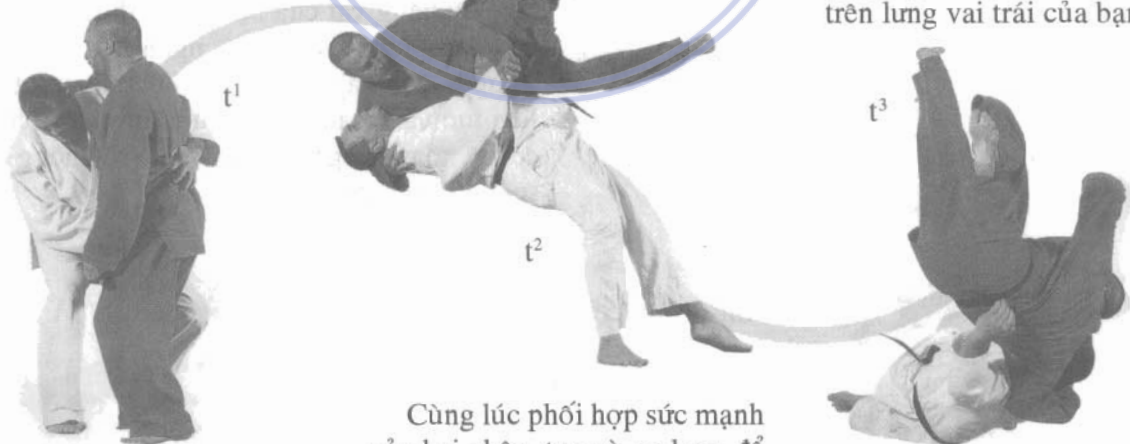 trên lưng vai trái của bạn
t¹
t³
t²
Cùng lúc phối hợp sức mạnh